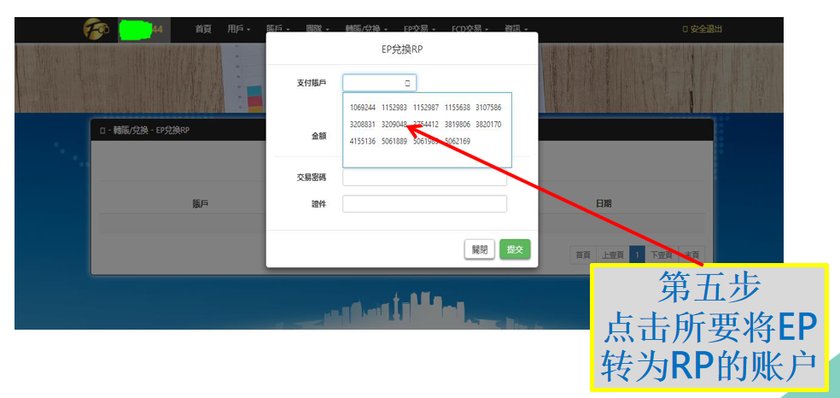 44 首頁 用戶 賬戶 團隊 轉賬/兌換 EP交易 FCD交易 資訊 安全退出
EP兌換RP
支付賬戶
1069244 1152983 1152987 1155638 3107586
3208831 3209048 3754412 3819806 3820170
4155136 5061889 5062169
- 轉賬/兌換 - EP兌換RP
金額
交易密碼
賬戶 證件 日期
關閉 提交
首頁 上壹頁 1 下壹頁 末頁
第五步
点击所要将EP
转为RP的账户